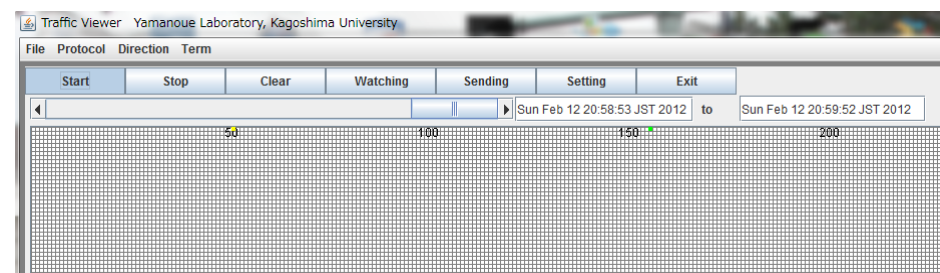 Traffic Viewer Yamanoue Laboratory, Kagoshima University
File Protocol Direction Term
Start Stop Clear Watching Sending Setting Exit
Sun Feb 12 20:58:53 JST 2012 to Sun Feb 12 20:59:52 JST 2012
50 100 150 200